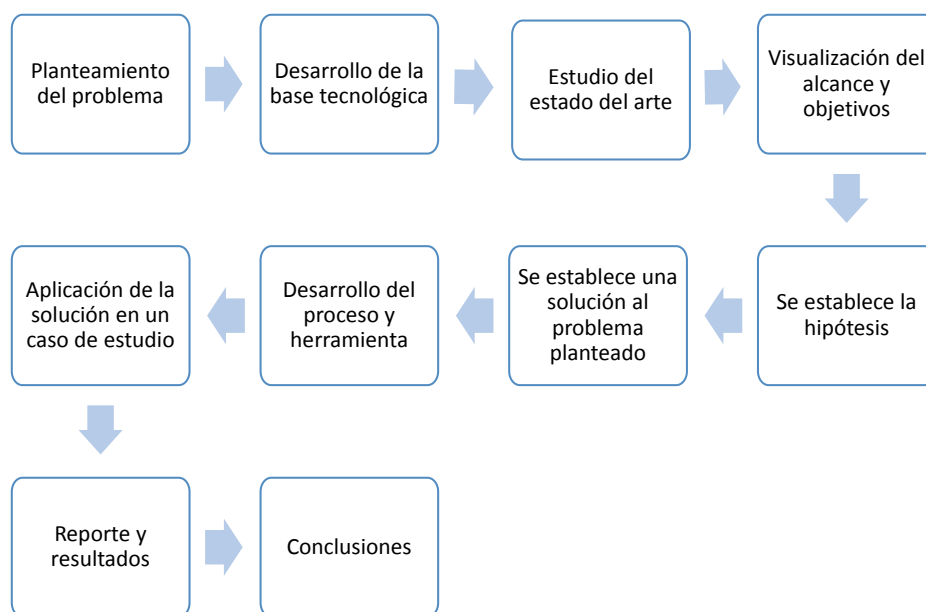 Planteamiento
del problema
Desarrollo de la
base tecnológica
Estudio del
estado del arte
Visualización del
alcance y
objetivos
Se establece la
hipótesis
Se establece una
solución al
problema
planteado
Desarrollo del
proceso y
herramienta
Aplicación de la
solución en un
caso de estudio
Reporte y
resultados
Conclusiones